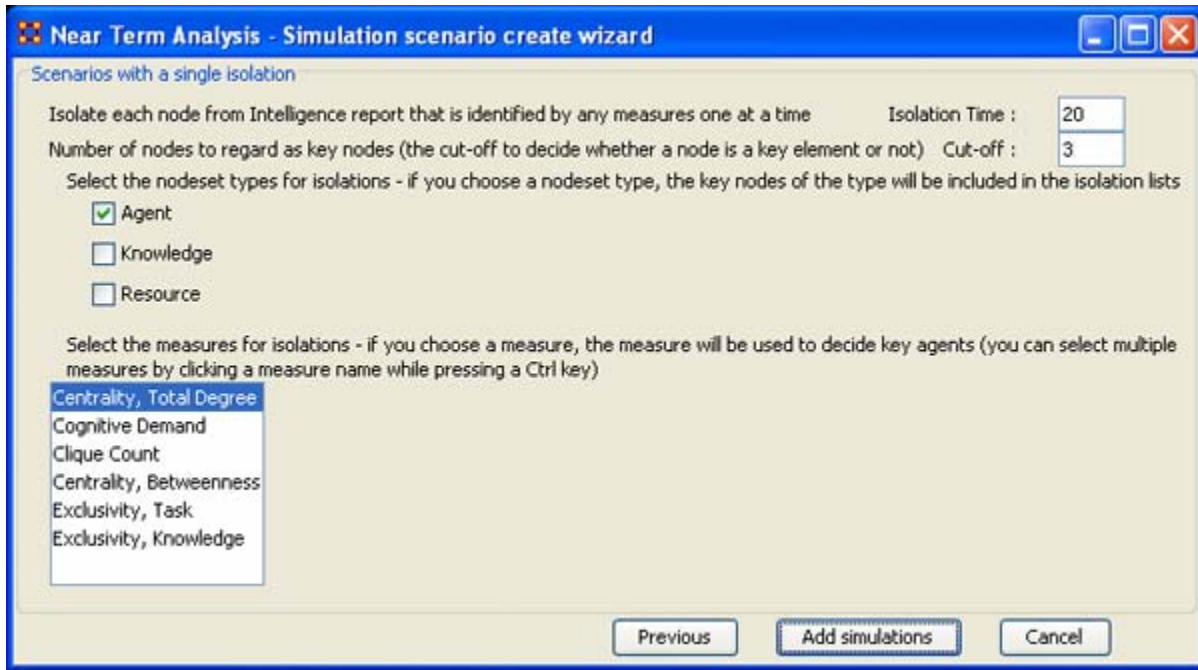 Near Term Analysis - Simulation scenario create wizard
Scenarios with a single isolation
Isolate each node from Intelligence report that is identified by any measures one at a time Isolation Time : 20
Number of nodes to regard as key nodes (the cut-off to decide whether a node is a key element or not) Cut-off : 3
Select the nodeset types for isolations - if you choose a nodeset type, the key nodes of the type will be included in the isolation lists
Agent
Knowledge
Resource
Select the measures for isolations - if you choose a measure, the measure will be used to decide key agents (you can select multiple
measures by clicking a measure name while pressing a Ctrl key)
Centrality, Total Degree
Cognitive Demand
Clique Count
Centrality, Betweenness
Exclusivity, Task
Exclusivity, Knowledge
Previous Add simulations Cancel